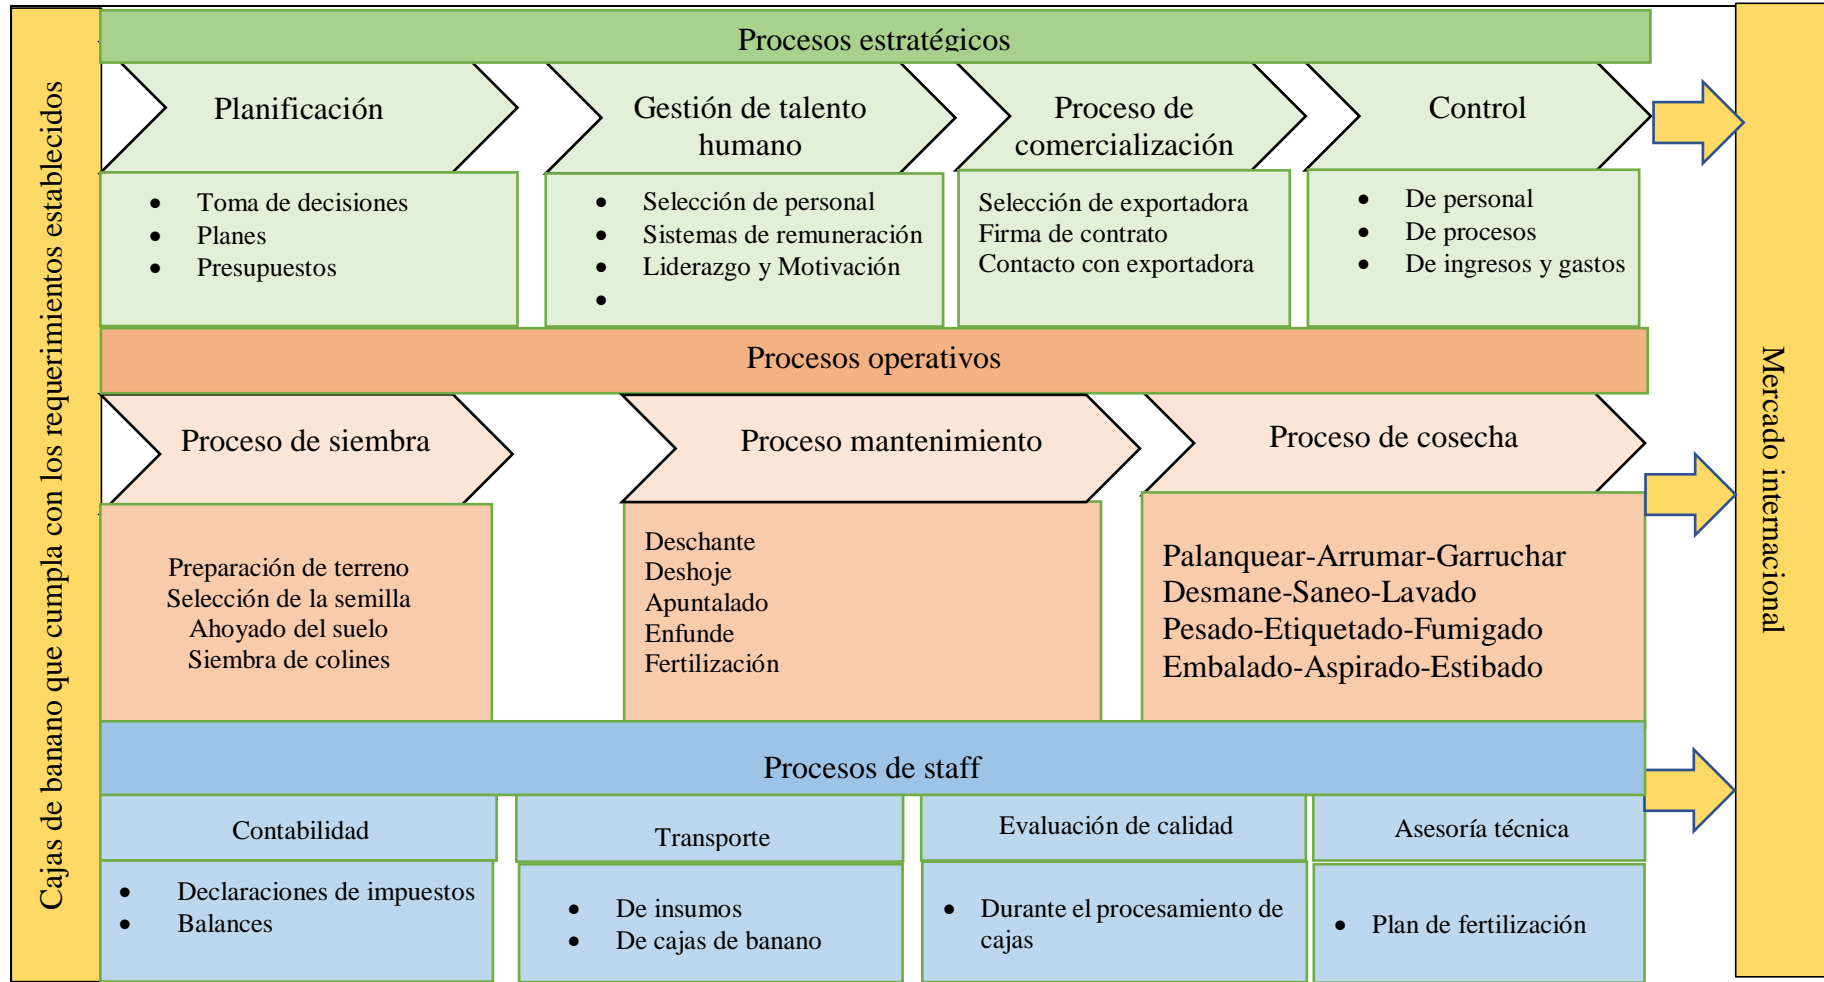 Cajas de banano que cumpla con los requerimientos establecidos
Procesos estratégicos
Planificación
• Toma de decisiones
• Planes
• Presupuestos
Gestión de talento
humano
• Selección de personal
• Sistemas de remuneración
• Liderazgo y Motivación
•
Proceso de
comercialización
Selección de exportadora
Firma de contrato
Contacto con exportadora
Control
• De personal
• De procesos
• De ingresos y gastos
Procesos operativos
Proceso de siembra
Preparación de terreno
Selección de la semilla
Ahoyado del suelo
Siembra de colines
Proceso mantenimiento
Deschante
Deshoje
Apuntalado
Enfunde
Fertilización
Proceso de cosecha
Palanquear-Arrumar-Garruchar
Desmane-Saneo-Lavado
Pesado-Etiquetado-Fumigado
Embalado-Aspirado-Estibado
Procesos de staff
Contabilidad
• Declaraciones de impuestos
• Balances
Transporte
• De insumos
• De cajas de banano
Evaluación de calidad
• Durante el procesamiento de
cajas
Asesoría técnica
• Plan de fertilización
Mercado internacional